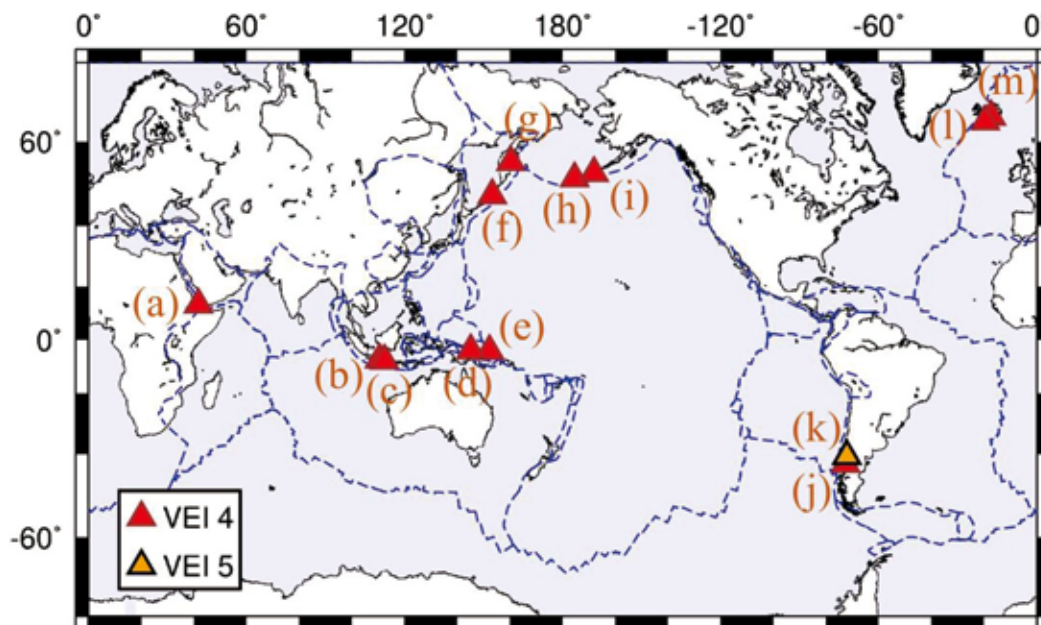 0˚ 60˚ 120˚ 180˚ -120˚ -60˚ 0
(m)
(g)
60˚
(l)
(h)
(i)
(f)
(a)
(e)
0˚
(b)
(d)
(c)
(k)
(j)
VEI 4
-60˚
VEI 5